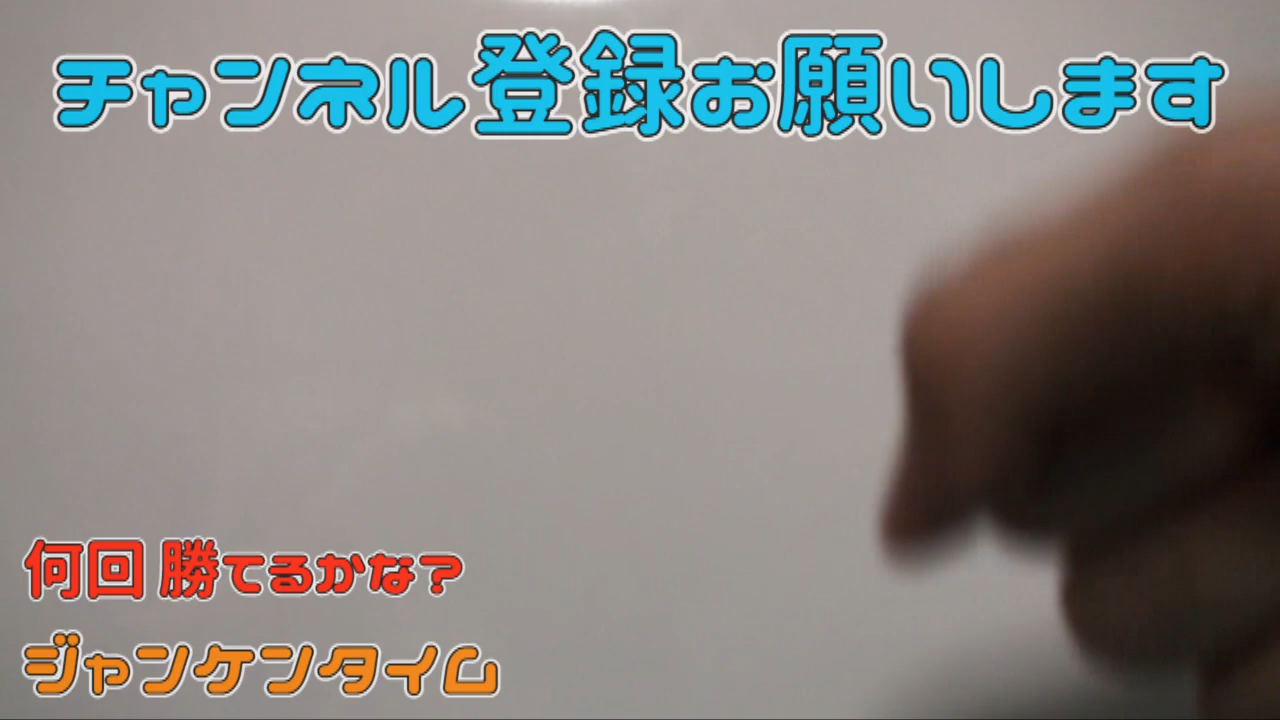 チャンネル登録お願いします
何回 勝てるかな?
ジャンケンタイム